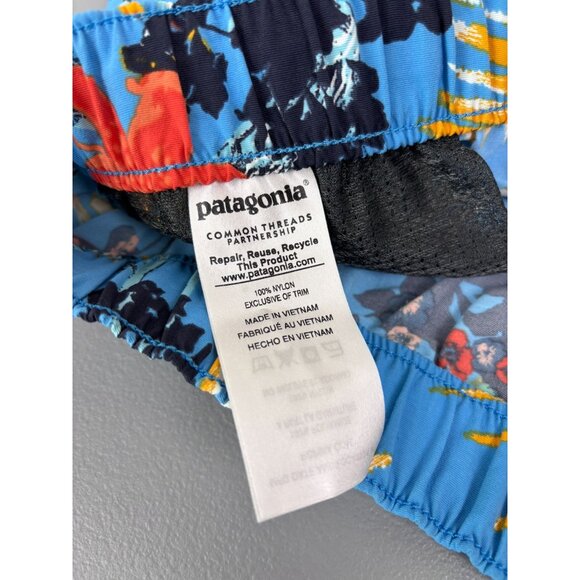 patagonia®
COMMON THREADS
PARTNERSHIP
Repair, Reuse, Recycle
This Product
www.patagonia.com
100% NYLON
EXCLUSIVE OF TRIM
MADE IN VIETNAM
FABRIQUÉ AU VIETNAM
HECHO EN VIETNAM